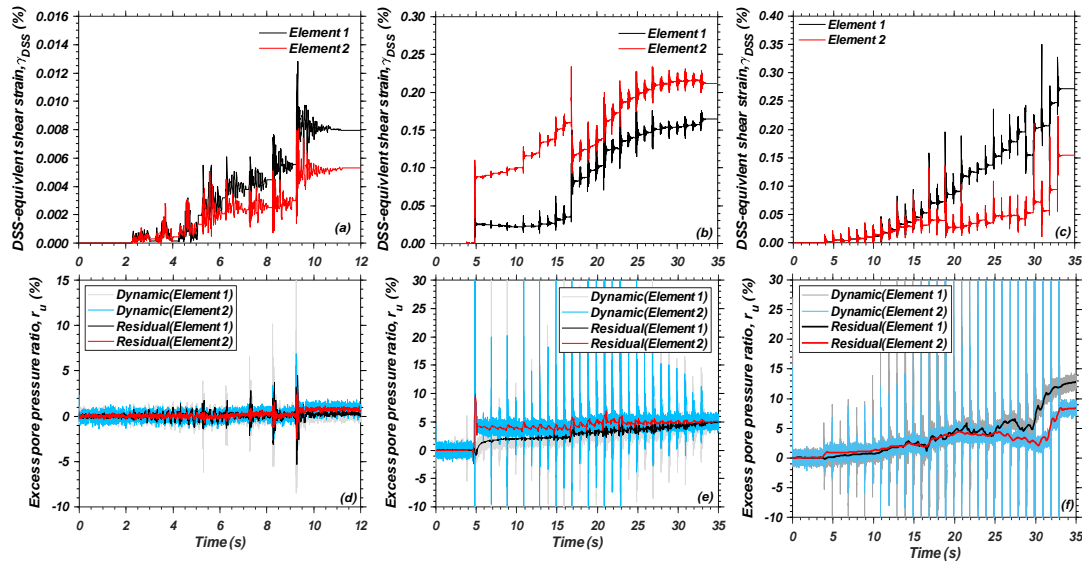 DSS-equivlent shear strain, γDSS (%)
0.016
0.014
0.012
0.010
0.008
0.006
0.004
0.002
0.000
Element 1
Element 2
(a)
0 2 4 6 8 10 12
DSS-equivlent shear strain, γDSS (%)
0.30
0.25
0.20
0.15
0.10
0.05
0.00
Element 1
Element 2
(b)
0 5 10 15 20 25 30 35
DSS-equivlent shear strain, γDSS (%)
0.40
0.35
0.30
0.25
0.20
0.15
0.10
0.05
0.00
Element 1
Element 2
(c)
0 5 10 15 20 25 30 35
Excess pore pressure ratio, ru (%)
15
10
5
0
-5
-10
Dynamic(Element 1)
Dynamic(Element 2)
Residual(Element 1)
Residual(Element 2)
(d)
0 2 4 6 8 10 12
Time (s)
Excess pore pressure ratio, ru (%)
30
25
20
15
10
5
0
-5
-10
Dynamic(Element 1)
Dynamic(Element 2)
Residual(Element 1)
Residual(Element 2)
(e)
0 5 10 15 20 25 30 35
Time (s)
Excess pore pressure ratio, ru (%)
30
25
20
15
10
5
0
-5
-10
Dynamic(Element 1)
Dynamic(Element 2)
Residual(Element 1)
Residual(Element 2)
(f)
0 5 10 15 20 25 30 35
Time (s)